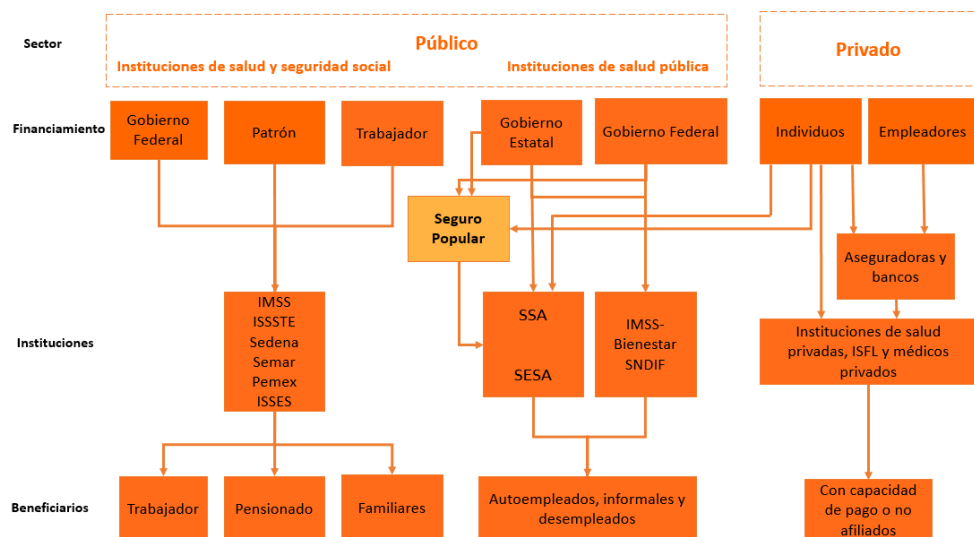 Sector
Público
Instituciones de salud y seguridad social
Instituciones de salud pública
Privado
Financiamiento
Gobierno
Federal
Patrón
Trabajador
Gobierno
Estatal
Gobierno Federal
Individuos
Empleadores
Seguro
Popular
Aseguradoras y
bancos
Instituciones
IMSS
ISSSTE
Sedena
Semar
Pemex
ISSES
SSA
SESA
IMSS-
Bienestar
SNDIF
Instituciones de salud
privadas, ISFL y médicos
privados
Beneficiarios
Trabajador
Pensionado
Familiares
Autoempleados, informales y
desempleados
Con capacidad
de pago o no
afiliados